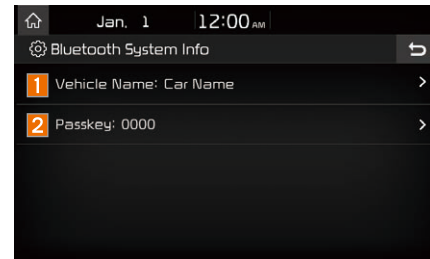 Jan. 1 12:00 AM
Bluetooth System Info
1 Vehicle Name: Car Name
2 Passkey: 0000